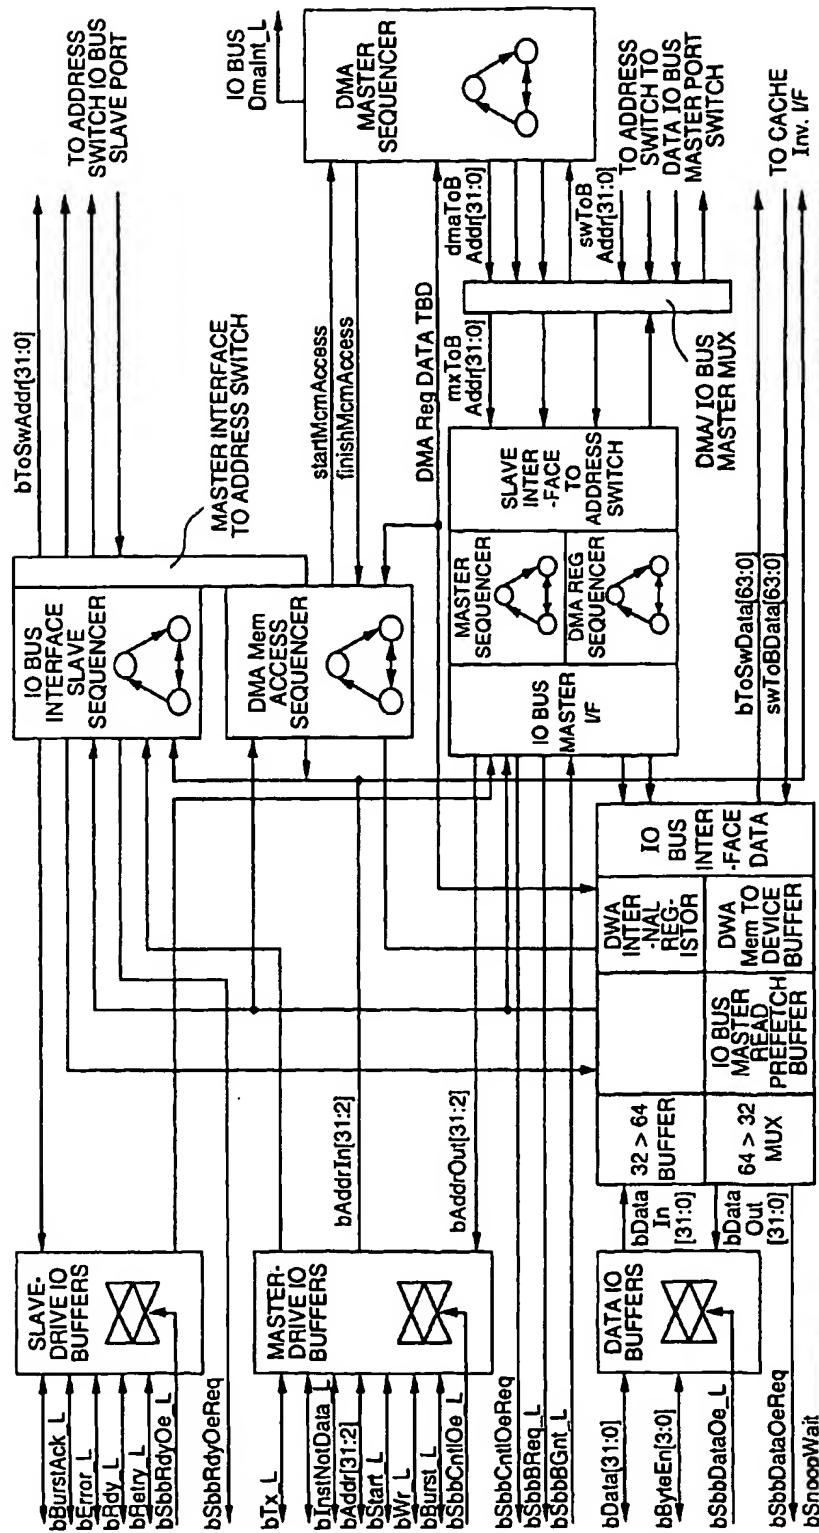 bBurstAck_L
bError_L
bRdy_L
bRetry_L
bSbbRdyOe_L
bSbbRdyOeReq
bTx_L
bInstNotData_L
bAddr[31:2]
bStart_L
bWr_L
bBurst_L
bSbbCntlOe_L
bSbbCntlOeReq
bSbbBReq_L
bSbbBGnt_L
bData[31:0]
bByteEn[3:0]
bSbbDataOe_L
bSbbDataOeReq
bSnoopWait
SLAVE-
DRIVE IO
BUFFERS
MASTER-
DRIVE IO
BUFFERS
DATA IO
BUFFERS
bAddrIn[31:2]
bAddrOut[31:2]
bData
In
[31:0]
bData
Out
[31:0]
32 > 64
BUFFER
64 > 32
MUX
IO BUS
MASTER
READ
PREFETCH
BUFFER
DWA
INTER
-NAL
REG-
ISTOR
DWA
Mem TO
DEVICE
BUFFER
IO
BUS
INTER
-FACE
DATA
IO BUS
INTERFACE
SLAVE
SEQUENCER
DMA Mem
ACCESS
SEQUENCER
IO BUS
MASTER
I/F
MASTER
SEQUENCER
DMA REG
SEQUENCER
SLAVE
INTER
-FACE
TO
ADDRESS
SWITCH
bToSwAddr[31:0]
MASTER INTERFACE
TO ADDRESS SWITCH
startMcmAccess
finishMcmAccess
DMA Reg DATA TBD
mxToB
Addr[31:0]
dmaToB
Addr[31:0]
swToB
Addr[31:0]
DMA/ IO BUS
MASTER MUX
bToSwData[63:0]
swToBData[63:0]
TO ADDRESS
SWITCH IO BUS
SLAVE PORT
IO BUS
DmaInt_L
DMA
MASTER
SEQUENCER
TO ADDRESS
SWITCH TO
DATA IO BUS
MASTER PORT
SWITCH
TO CACHE
Inv. I/F